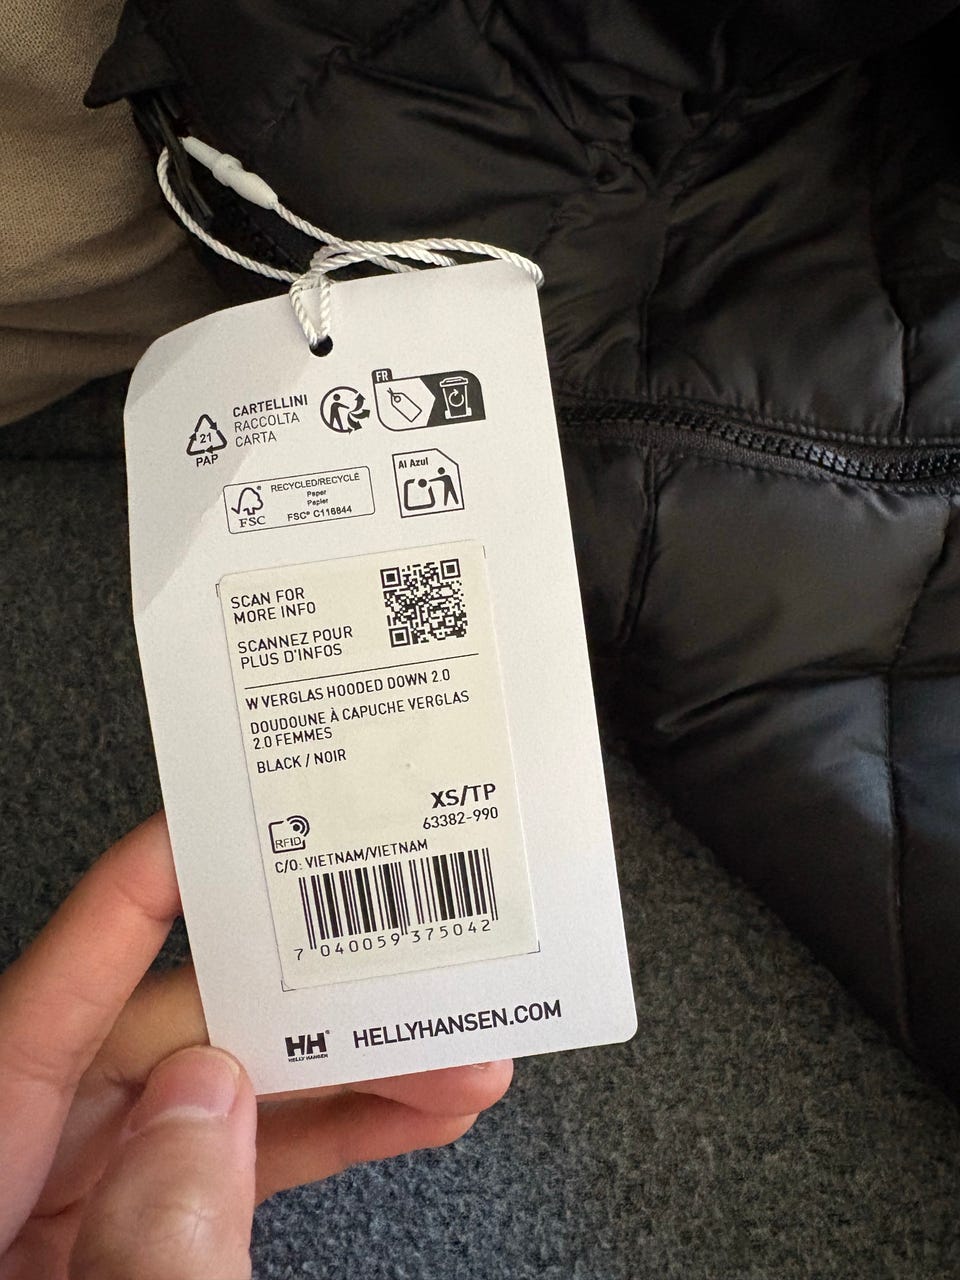 FR
CARTELLINI
RACCOLTA
CARTA
21
PAP
Al Azul
RECYCLED/RECYCLÉ
Paper
Papier
FSC® C116844
FSC
SCAN FOR
MORE INFO
SCANNEZ POUR
PLUS D'INFOS
W VERGLAS HOODED DOWN 2.0
DOUDOUNE À CAPUCHE VERGLAS
2.0 FEMMES
BLACK / NOIR
XS/TP
63382-990
RFID
C/O: VIETNAM/VIETNAM
7 040059 375042
HH®
HELLY HANSEN
HELLYHANSEN.COM